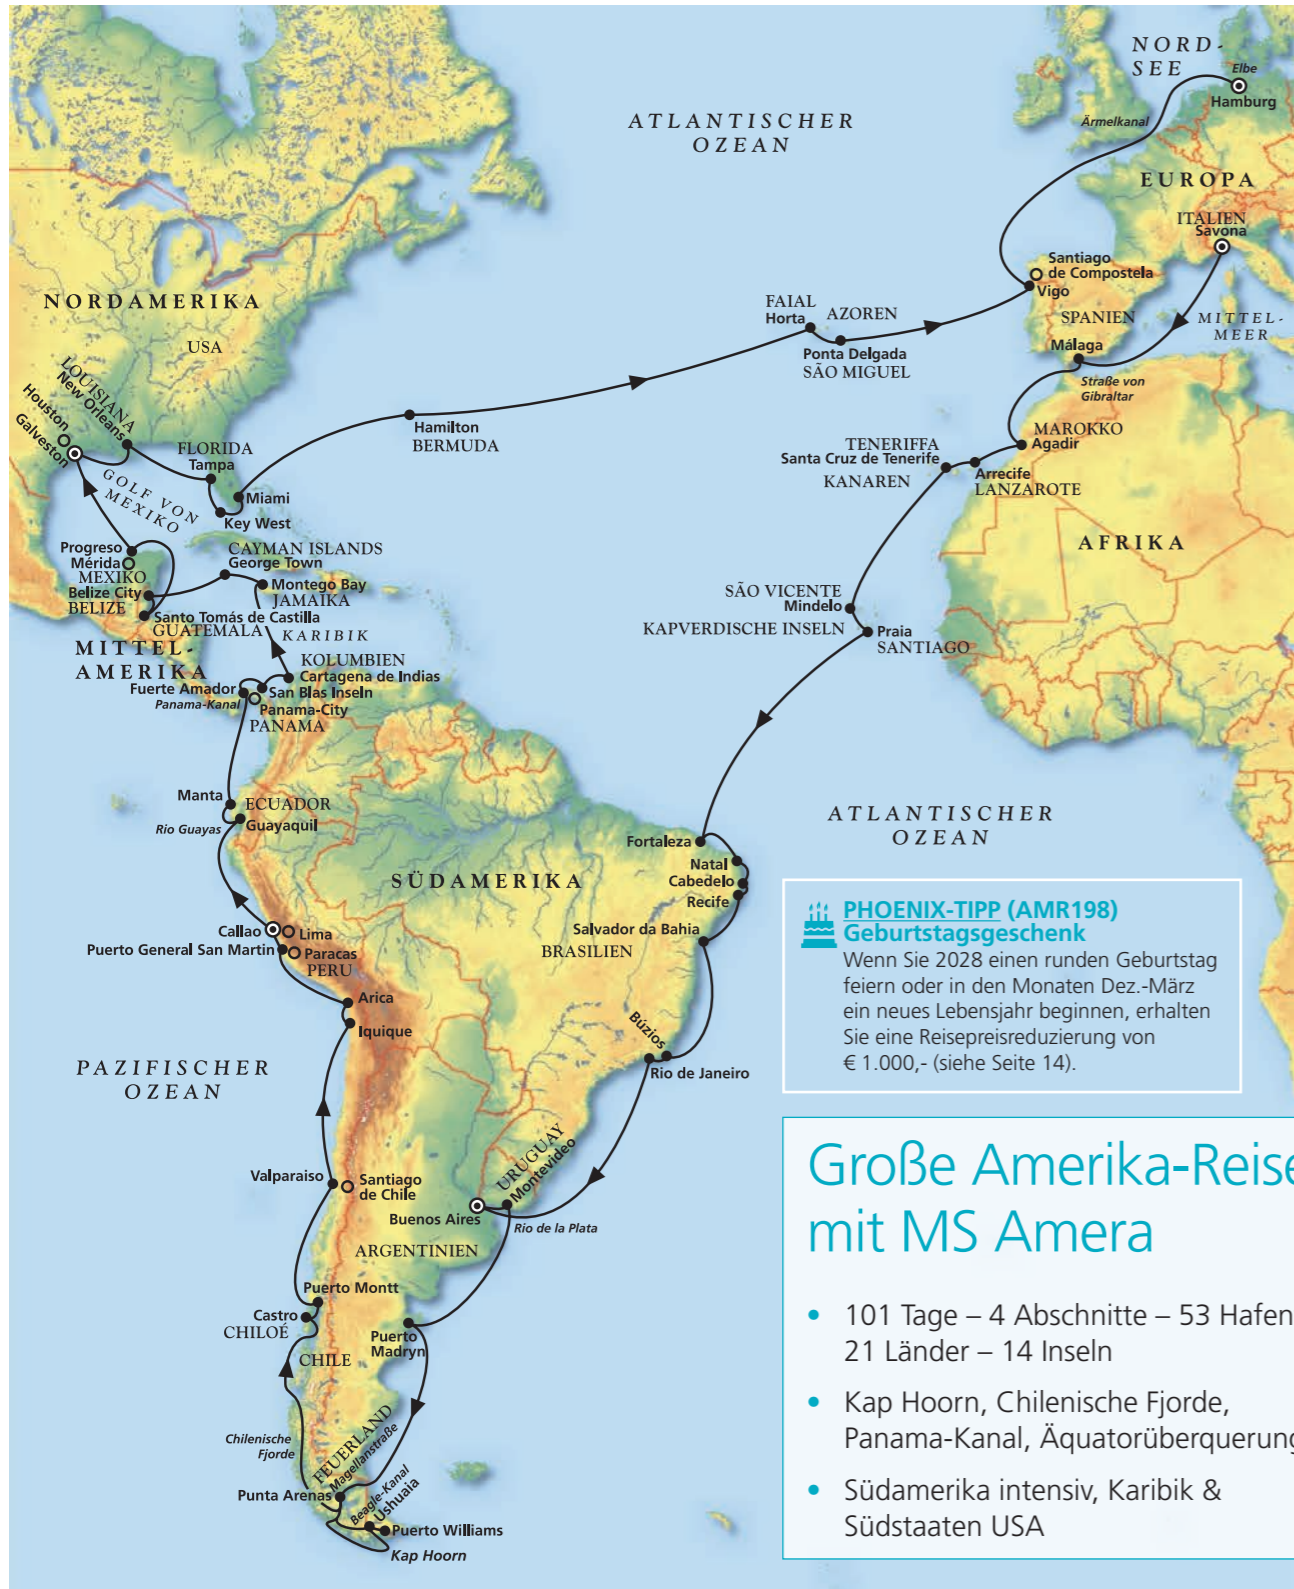 NORD-
SEE
Elbe
Hamburg
Ärmelkanal
ATLANTISCHER
OZEAN
EUROPA
ITALIEN
Savona
Santiago
de Compostela
Vigo
SPANIEN
MITTEL-
MEER
NORDAMERIKA
USA
FAIAL
Horta
AZOREN
Ponta Delgada
SÃO MIGUEL
Málaga
Straße von
Gibraltar
LOUISIANA
New Orleans
Houston
Galveston
FLORIDA
Tampa
Hamilton
BERMUDA
MAROKKO
Agadir
TENERIFFA
Santa Cruz de Tenerife
KANAREN
Arrecife
LANZAROTE
GOLF VON
MEXIKO
Miami
Key West
AFRIKA
Progreso
Mérida
MEXIKO
Belize City
BELIZE
CAYMAN ISLANDS
George Town
Montego Bay
JAMAIKA
Santo Tomás de Castilla
GUATEMALA
KARIBIK
SÃO VICENTE
Mindelo
KAPVERDISCHE INSELN
Praia
SANTIAGO
MITTEL-
AMERIKA
KOLUMBIEN
Cartagena de Indias
Fuerte Amador
San Blas Inseln
Panama-Kanal
Panama-City
PANAMA
Manta
ECUADOR
Rio Guayas
Guayaquil
ATLANTISCHER
OZEAN
Fortaleza
Natal
Cabedelo
Recife
SÜDAMERIKA
Callao
Lima
Puerto General San Martin
Paracas
PERU
Salvador da Bahia
BRASILIEN
Arica
Iquique
Búzios
Rio de Janeiro
PAZIFISCHER
OZEAN
URUGUAY
Montevideo
Valparaiso
Santiago
de Chile
Buenos Aires
Rio de la Plata
ARGENTINIEN
Puerto Montt
Castro
CHILOÉ
CHILE
Puerto
Madryn
Chilenische
Fjorde
FEUERLAND
Magellanstraße
Punta Arenas
Beagle-Kanal
Ushuaia
Puerto Williams
Kap Hoorn
PHOENIX-TIPP (AMR198)
Geburtstagsgeschenk
Wenn Sie 2028 einen runden Geburtstag
feiern oder in den Monaten Dez.-März
ein neues Lebensjahr beginnen, erhalten
Sie eine Reisepreisreduzierung von
€ 1.000,- (siehe Seite 14).
Große Amerika-Reise
mit MS Amera
• 101 Tage – 4 Abschnitte – 53 Hafen
21 Länder – 14 Inseln
• Kap Hoorn, Chilenische Fjorde,
Panama-Kanal, Äquatorüberquerung
• Südamerika intensiv, Karibik &
Südstaaten USA